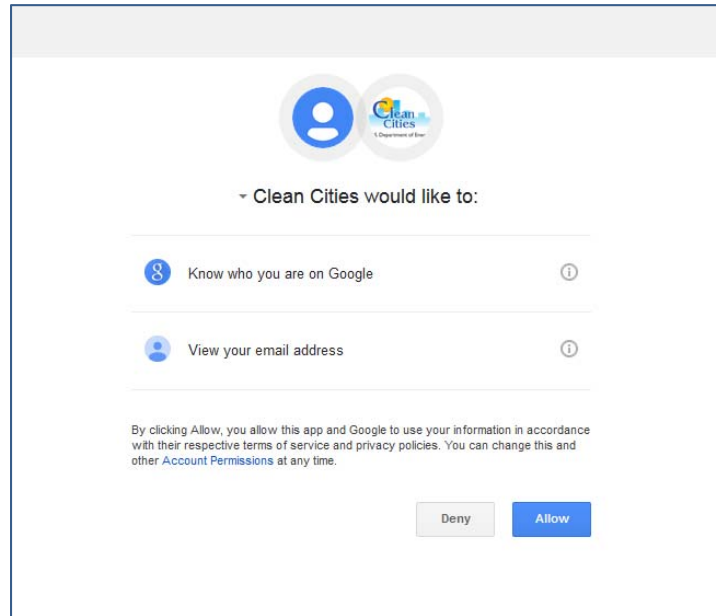 Clean
Cities
Clean Cities would like to:
8
Know who you are on Google
View your email address
By clicking Allow, you allow this app and Google to use your information in accordance
with their respective terms of service and privacy policies. You can change this and
other Account Permissions at any time.
Deny
Allow